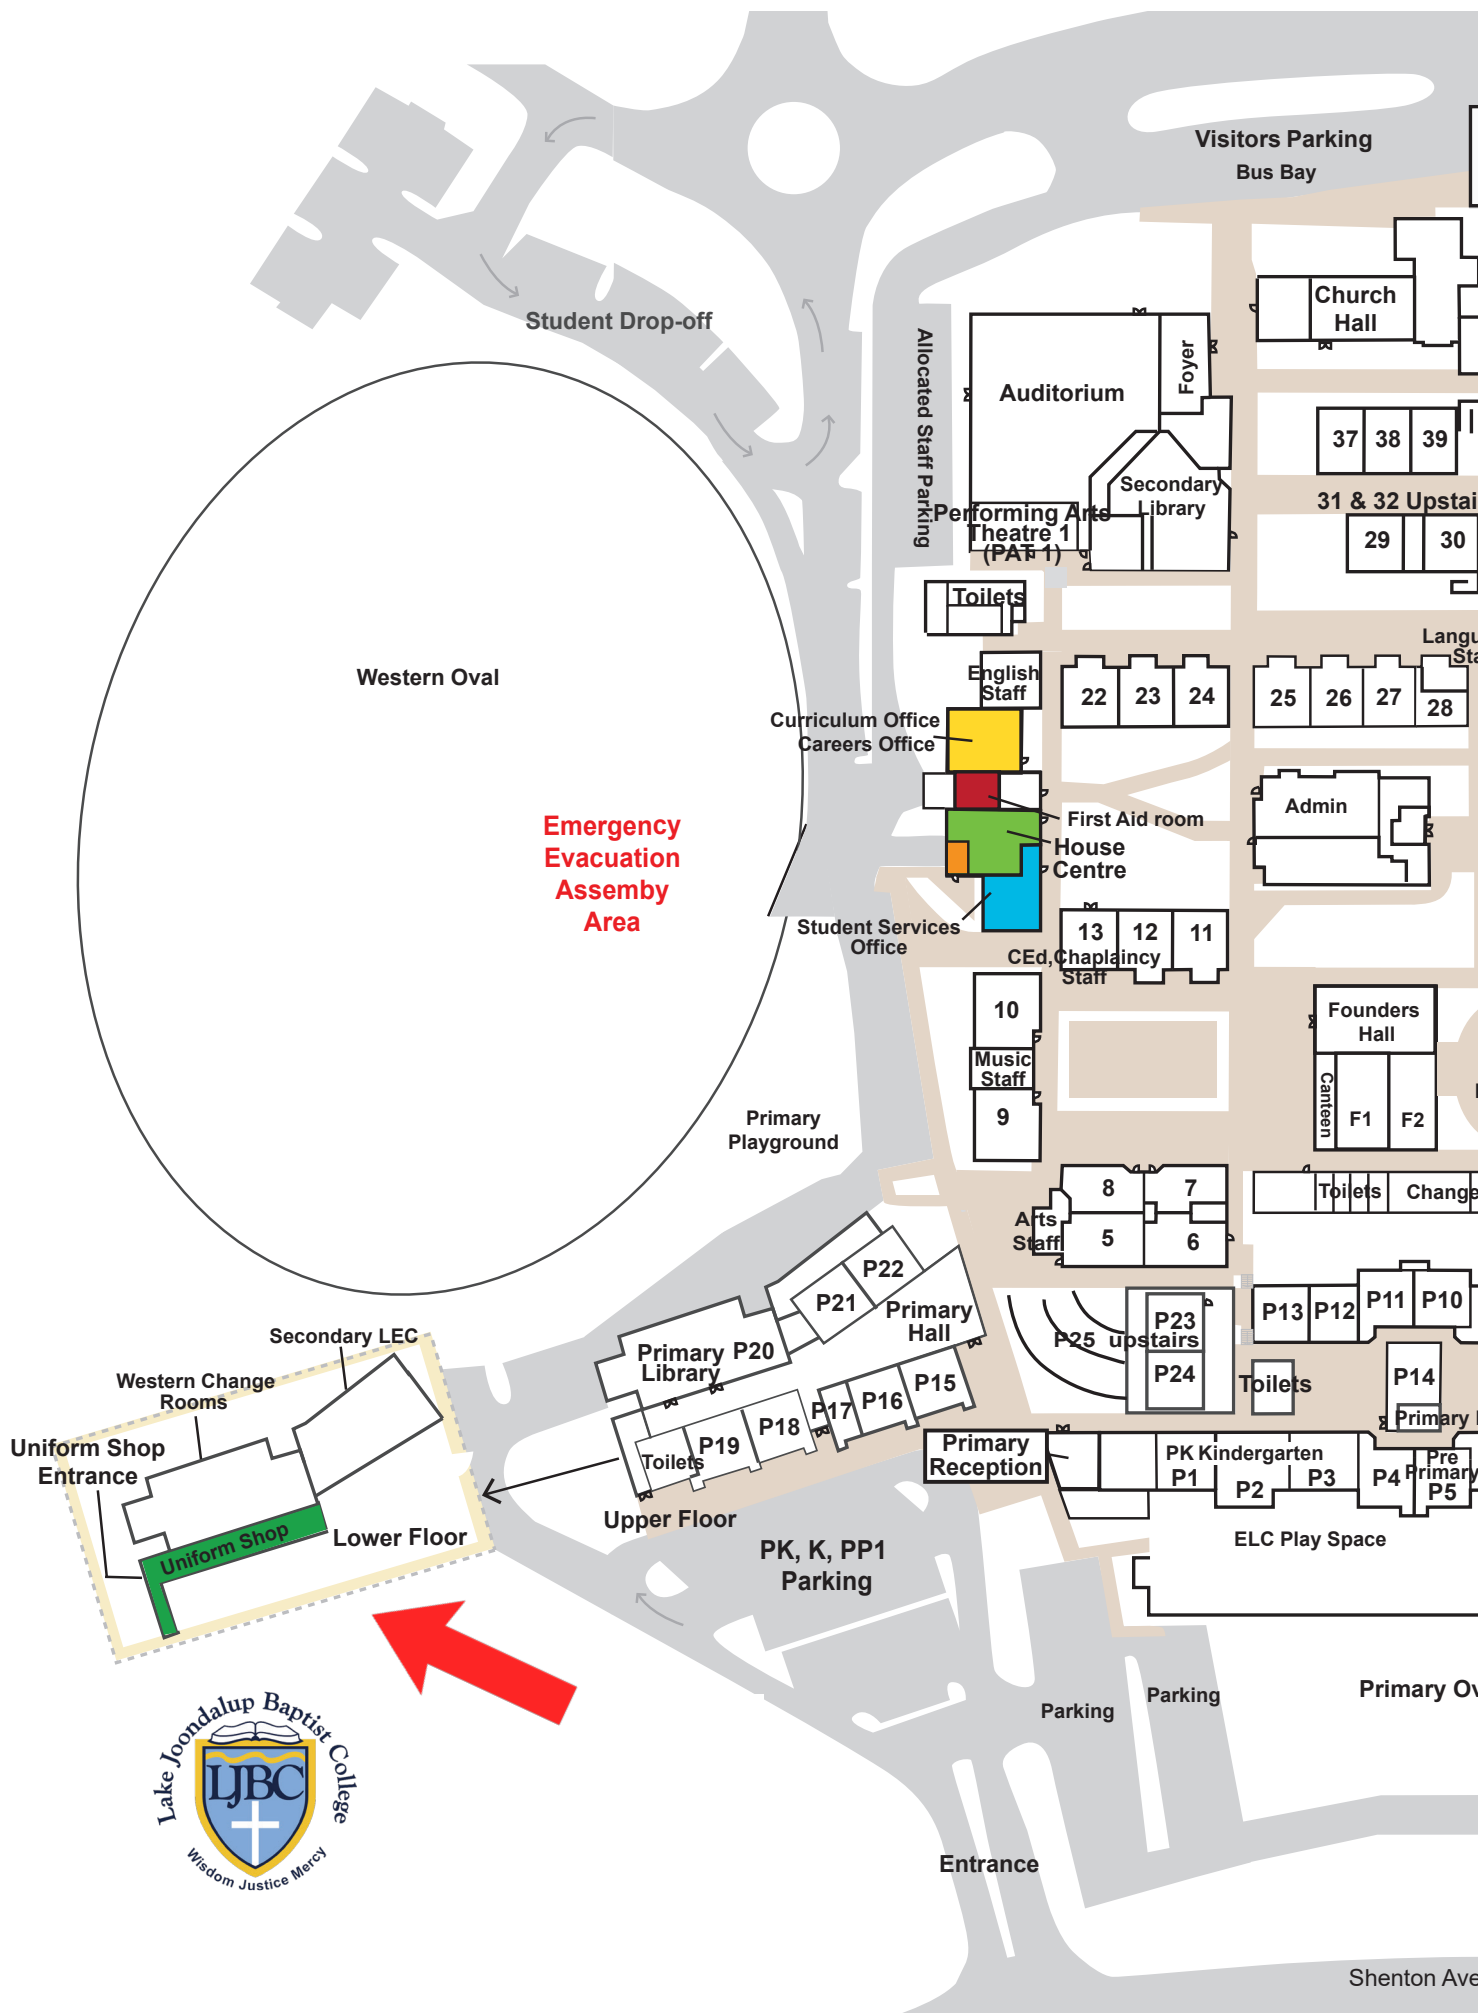 Visitors Parking
Bus Bay
Student Drop-off
Church
Hall
Allocated Staff Parking
Auditorium
Foyer
37 38 39
Secondary
Library
31 & 32 Upstai
Performing Arts
Theatre 1
(PAT 1)
29 30
Toilets
Langu
Sta
English
Staff
Western Oval
22 23 24
25 26 27
28
Curriculum Office
Careers Office
Admin
First Aid room
House
Centre
Emergency
Evacuation
Assemby
Area
Student Services
Office
13 12 11
CEd,Chaplaincy
Staff
10
Founders
Hall
Music
Staff
Canteen
9
F1 F2
Primary
Playground
8 7
Toilets Change
Arts
Staff
5 6
P22
P21
Primary
Hall
P13 P12 P11 P10
P23
P25 upstairs
P24
Secondary LEC
Primary P20
Library
P14
Toilets
Western Change
Rooms
P15
P16
P17
P18
P19
Toilets
Primary
Uniform Shop
Entrance
Primary
Reception
PK Kindergarten
P1 P2 P3 P4
Pre
Primary
P5
Uniform Shop
Lower Floor
Upper Floor
ELC Play Space
PK, K, PP1
Parking
Parking
Parking
Primary Ov
Lake Joondalup Baptist College
LJBC
Wisdom Justice Mercy
Entrance
Shenton Ave